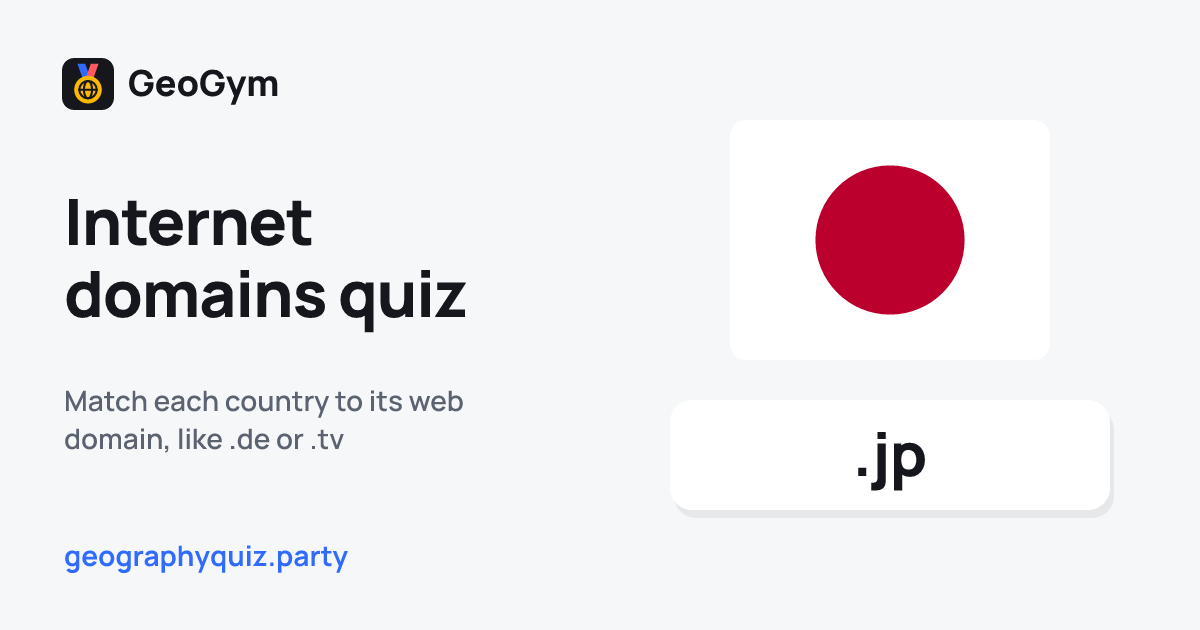 GeoGym
Internet
domains quiz
Match each country to its web
domain, like .de or .tv
geographyquiz.party
.jp